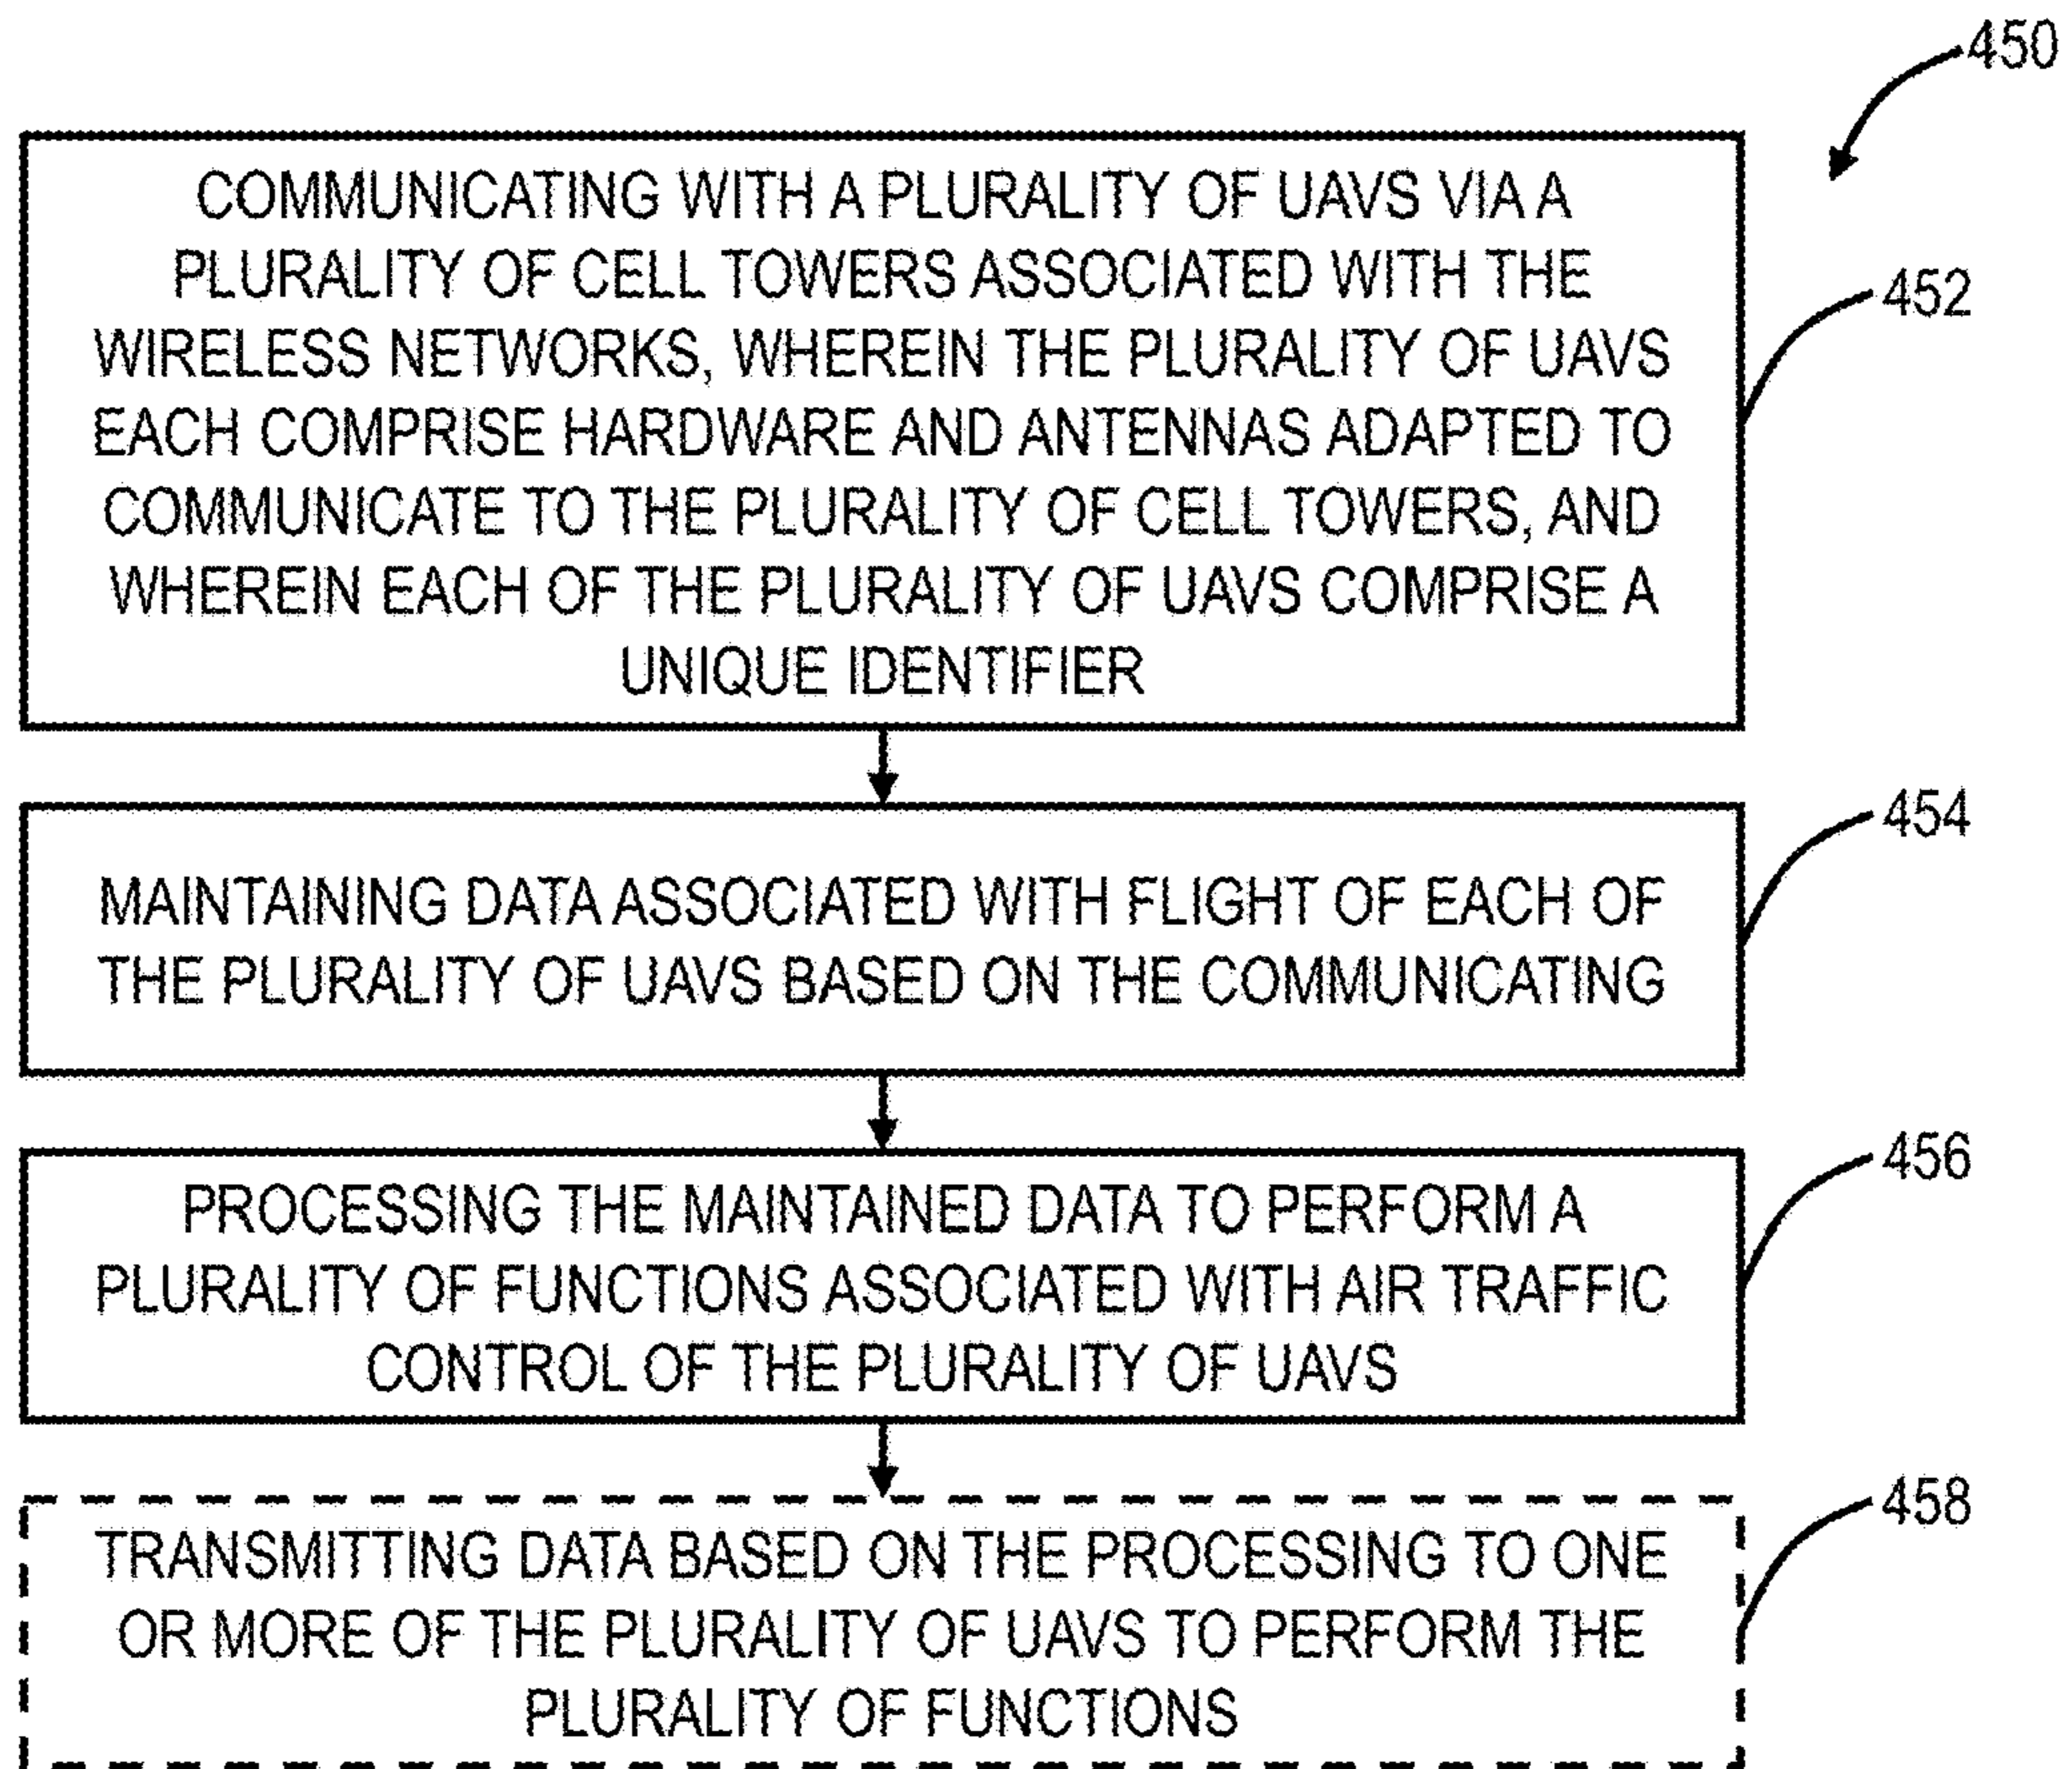 450
COMMUNICATING WITH A PLURALITY OF UAVS VIA A
PLURALITY OF CELL TOWERS ASSOCIATED WITH THE
WIRELESS NETWORKS, WHEREIN THE PLURALITY OF UAVS
EACH COMPRISE HARDWARE AND ANTENNAS ADAPTED TO
COMMUNICATE TO THE PLURALITY OF CELL TOWERS, AND
WHEREIN EACH OF THE PLURALITY OF UAVS COMPRISE A
UNIQUE IDENTIFIER
452
MAINTAINING DATA ASSOCIATED WITH FLIGHT OF EACH OF
THE PLURALITY OF UAVS BASED ON THE COMMUNICATING
454
PROCESSING THE MAINTAINED DATA TO PERFORM A
PLURALITY OF FUNCTIONS ASSOCIATED WITH AIR TRAFFIC
CONTROL OF THE PLURALITY OF UAVS
456
TRANSMITTING DATA BASED ON THE PROCESSING TO ONE
OR MORE OF THE PLURALITY OF UAVS TO PERFORM THE
PLURALITY OF FUNCTIONS
458